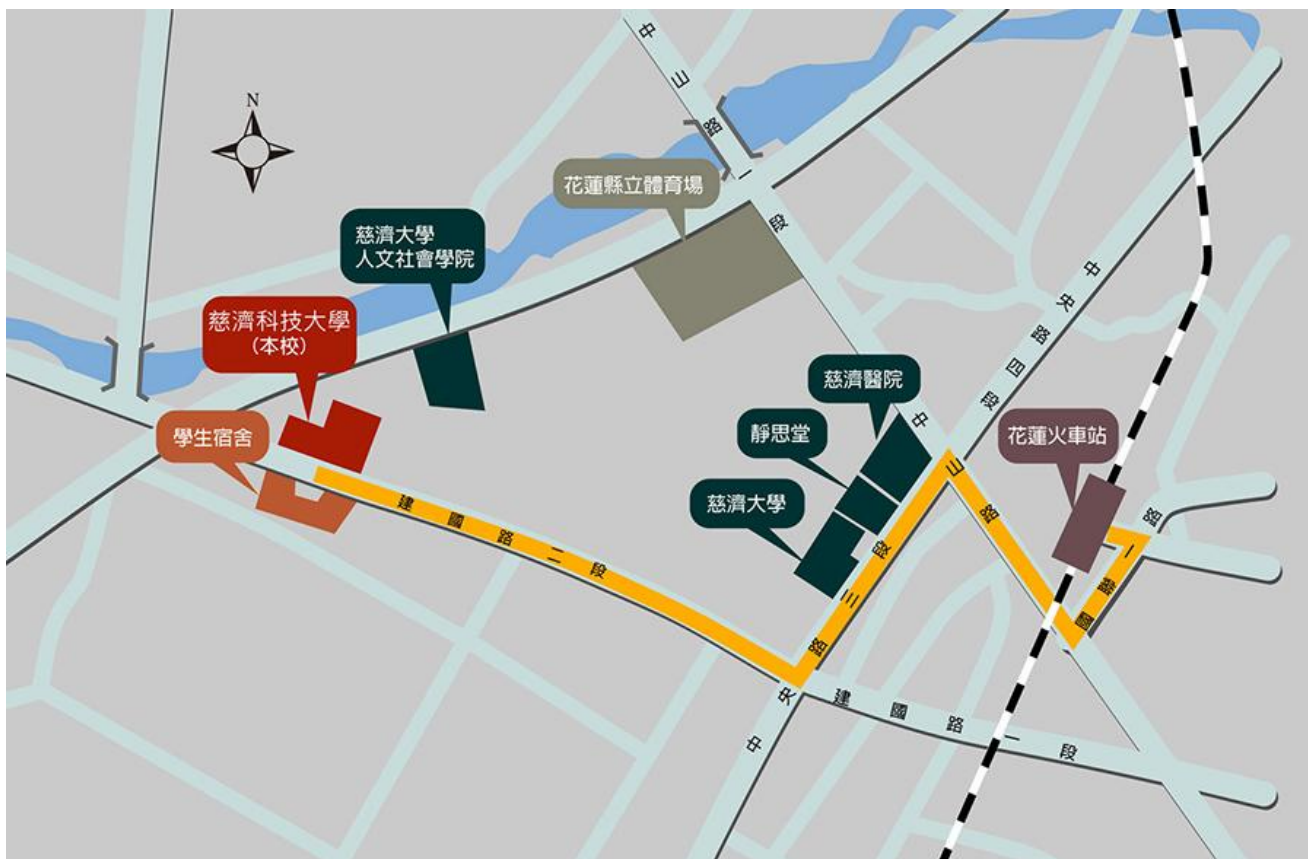 N
中山路一段
花蓮縣立體育場
慈濟大學
人文社會學院
慈濟科技大學
(本校)
學生宿舍
中央路四段
慈濟醫院
靜思堂
慈濟大學
花蓮火車站
中山路
國聯一路
建國路二段
中央路三段
建國路一段